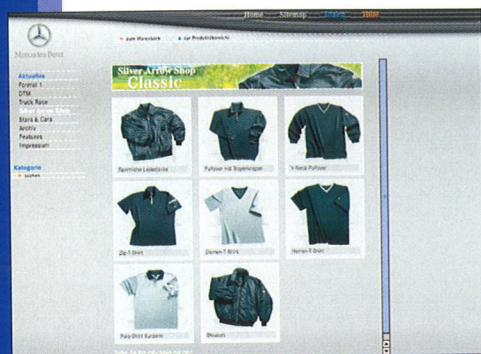 Home Sitemap Index Hilfe
zum Warenkorb zur Produktübersicht
Mercedes-Benz
Aktuelles
Formel 1
DTM
Truck Race
Silver Arrow Shop
Stars & Cars
Archiv
Features
Impressum
Kategorie
suchen
Silver Arrow Shop
Classic
Sportliche Lederjacke
Pullover mit Troyerkragen
V-Neck-Pullover
Zip-T-Shirt
Damen-T-Shirt
Herren-T-Shirt
Polo-Shirt Kurzarm
Blouson